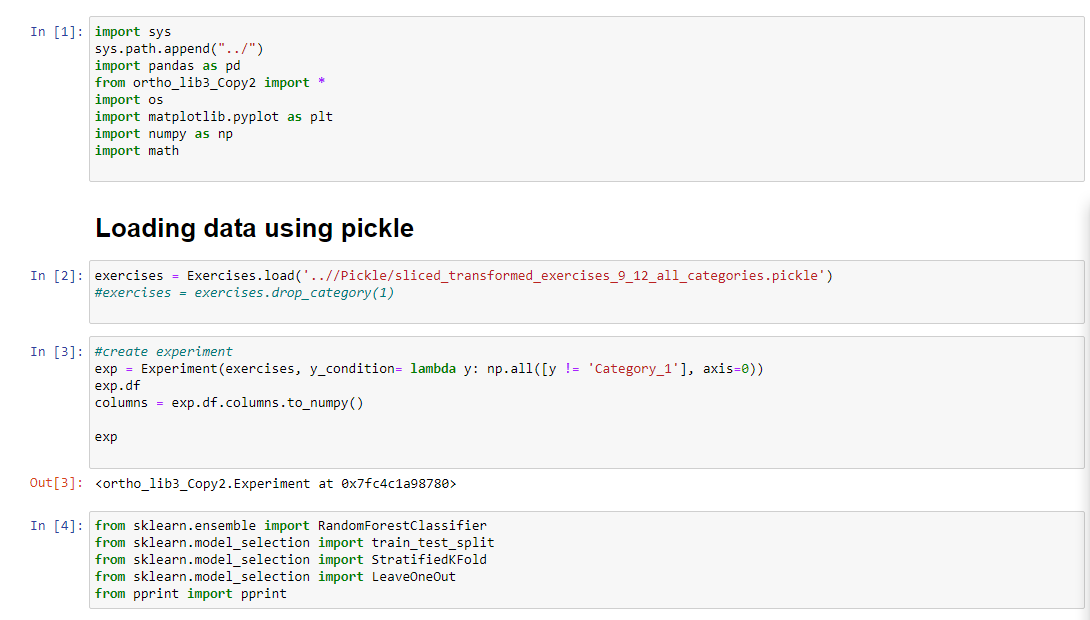 In [1]: import sys
sys.path.append("../")
import pandas as pd
from ortho_lib3_Copy2 import *
import os
import matplotlib.pyplot as plt
import numpy as np
import math
Loading data using pickle
In [2]: exercises = Exercises.load('..//Pickle/sliced_transformed_exercises_9_12_all_categories.pickle')
#exercises = exercises.drop_category(1)
In [3]: #create experiment
exp = Experiment(exercises, y_condition= lambda y: np.all([y != 'Category_1'], axis=0))
exp.df
columns = exp.df.columns.to_numpy()
exp
Out[3]: <ortho_lib3_Copy2.Experiment at 0x7fc4c1a98780>
In [4]: from sklearn.ensemble import RandomForestClassifier
from sklearn.model_selection import train_test_split
from sklearn.model_selection import StratifiedKFold
from sklearn.model_selection import LeaveOneOut
from pprint import pprint